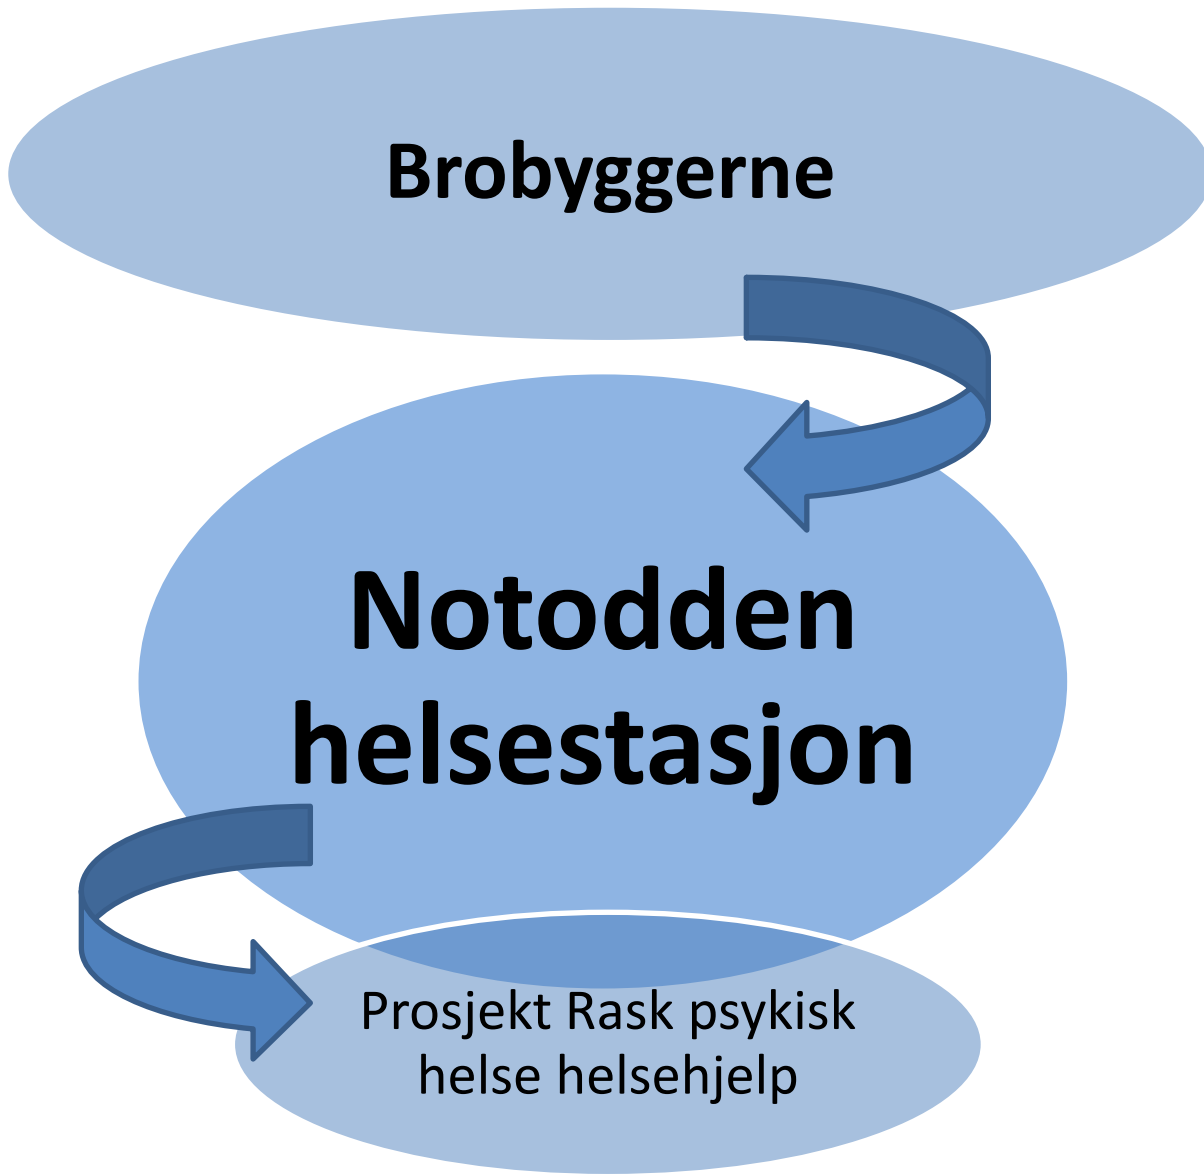 Brobyggerne
Notodden
helsestasjon
Prosjekt Rask psykisk
helse helsehjelp